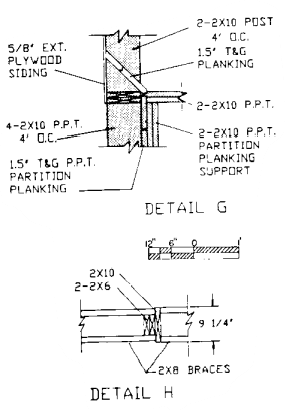 2-2X10 POST
4' O.C.
1.5" T&G
PLANKING
5/8" EXT.
PLYWOOD
SIDING
2-2X10 P.P.T.
4-2X10 P.P.T.
4' O.C.
2-2X10 P.P.T.
PARTITION
PLANKING
SUPPORT
1.5" T&G P.P.T.
PARTITION
PLANKING
DETAIL G
12" 6" 0 1'
2X10
2-2X6
9 1/4"
2X8 BRACES
DETAIL H